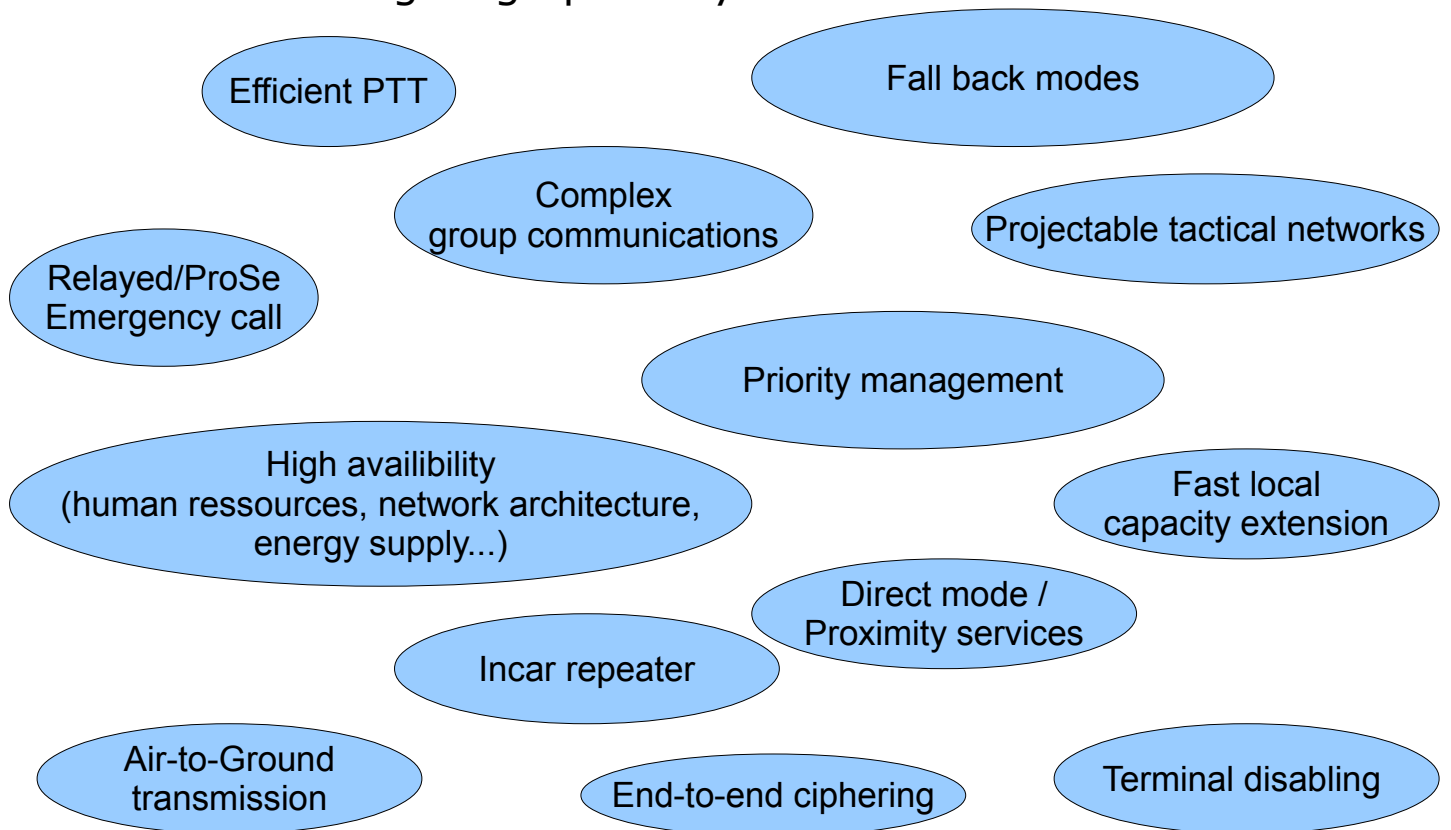 Efficient PTT
Fall back modes
Complex
group communications
Projectable tactical networks
Relayed/ProSe
Emergency call
Priority management
High availibility
(human ressources, network architecture,
energy supply...)
Fast local
capacity extension
Direct mode /
Proximity services
Incar repeater
Air-to-Ground
transmission
End-to-end ciphering
Terminal disabling